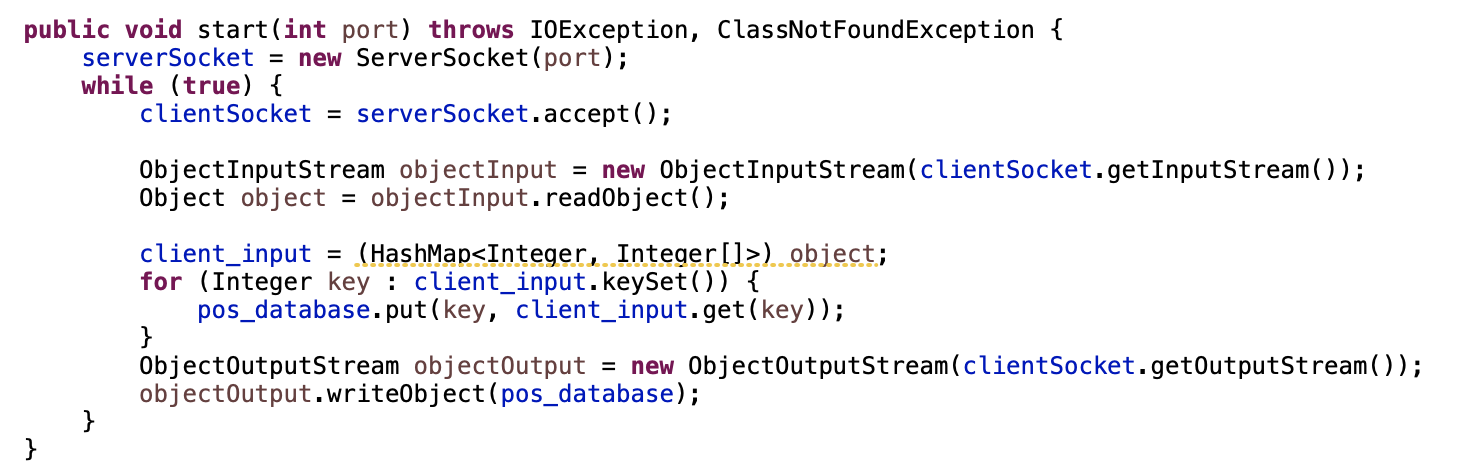 public void start(int port) throws IOException, ClassNotFoundException {
    serverSocket = new ServerSocket(port);
    while (true) {
        clientSocket = serverSocket.accept();

        ObjectInputStream objectInput = new ObjectInputStream(clientSocket.getInputStream());
        Object object = objectInput.readObject();

        client_input = (HashMap<Integer, Integer[]>) object;
        for (Integer key : client_input.keySet()) {
            pos_database.put(key, client_input.get(key));
        }
        ObjectOutputStream objectOutput = new ObjectOutputStream(clientSocket.getOutputStream());
        objectOutput.writeObject(pos_database);
    }
}